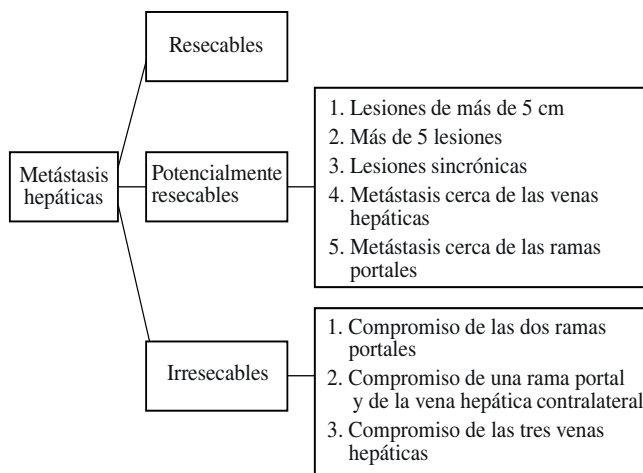 Resecables
Metástasis
hepáticas
Potencialmente
resecables
1. Lesiones de más de 5 cm
2. Más de 5 lesiones
3. Lesiones sincrónicas
4. Metástasis cerca de las venas
hepáticas
5. Metástasis cerca de las ramas
portales
Irresecables
1. Compromiso de las dos ramas
portales
2. Compromiso de una rama portal
y de la vena hepática contralateral
3. Compromiso de las tres venas
hepáticas